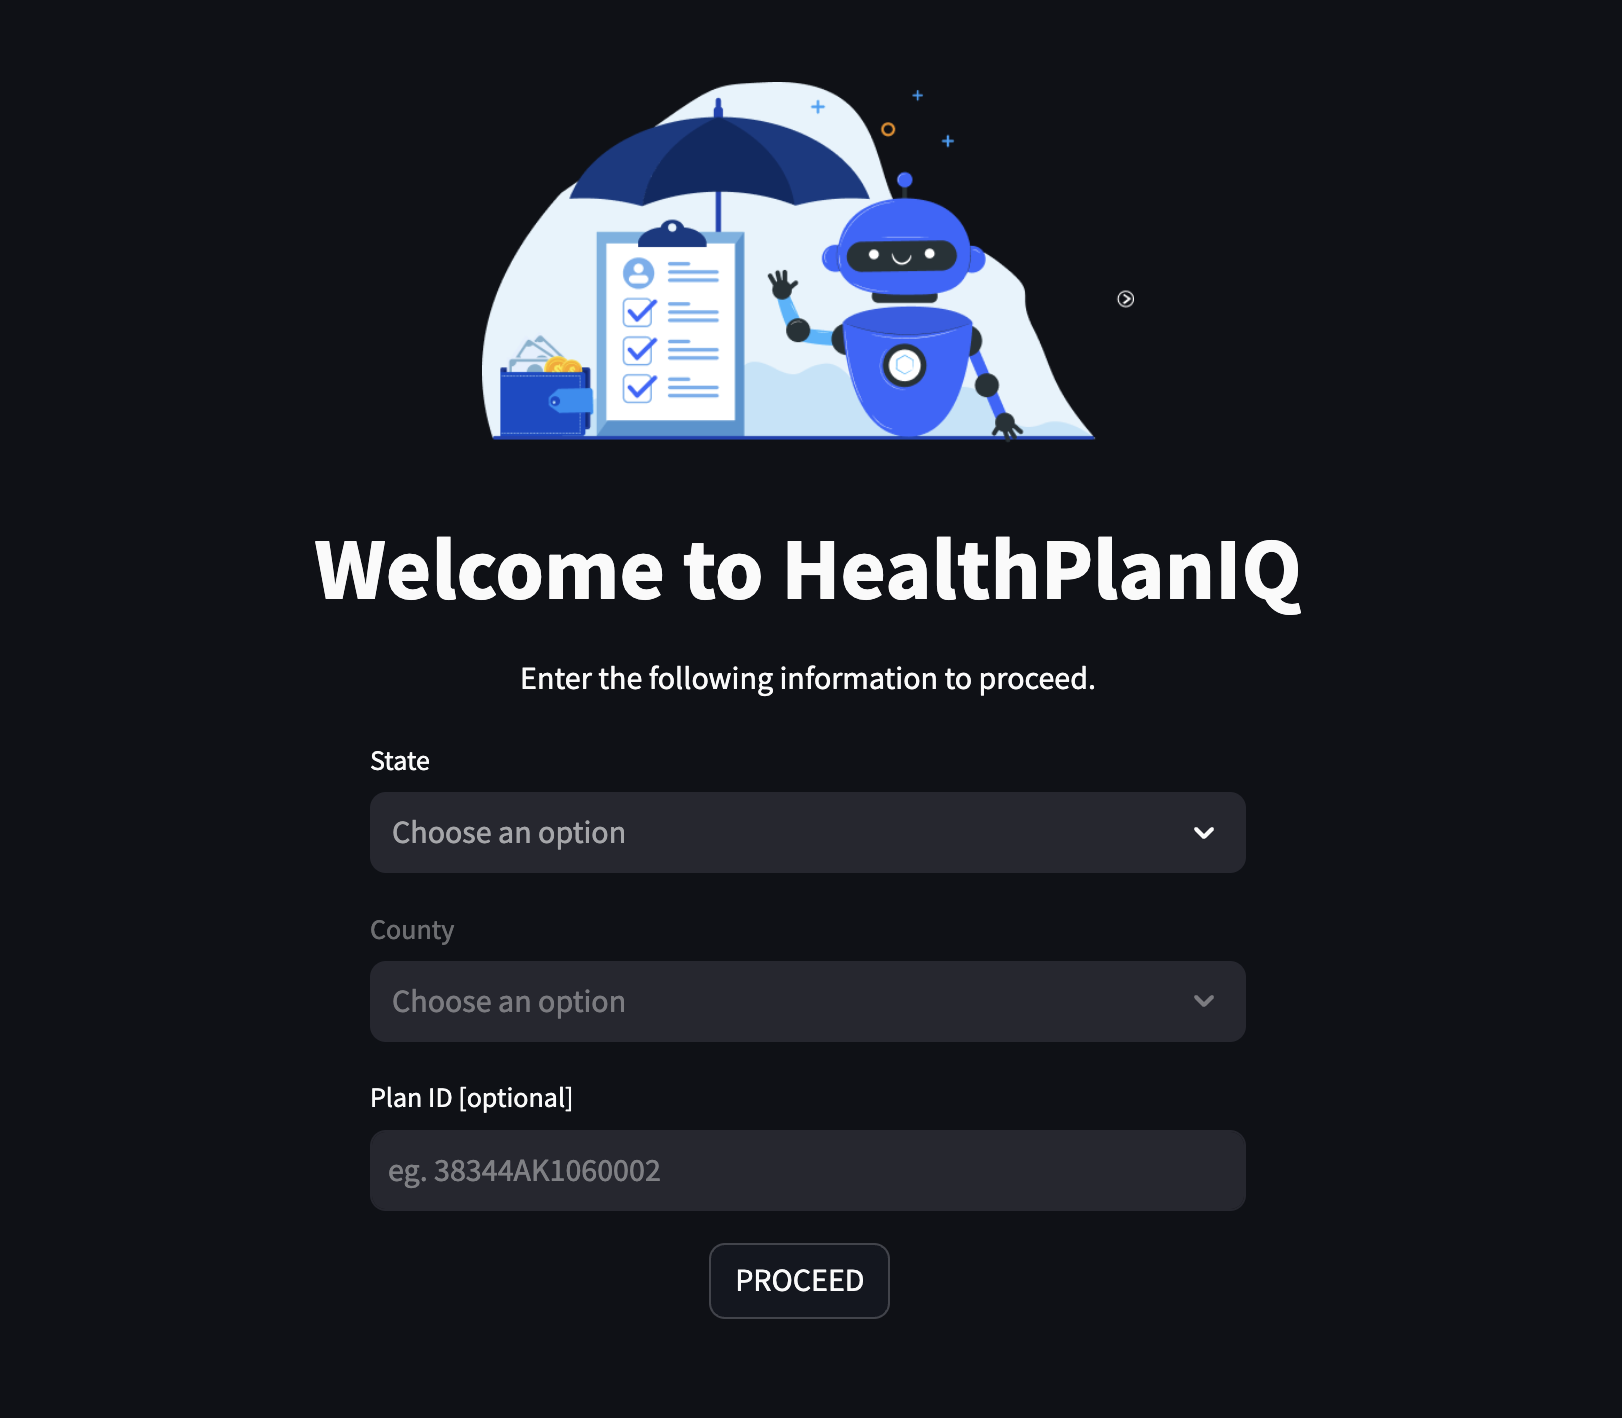 Welcome to HealthPlanIQ
Enter the following information to proceed.
State
Choose an option
County
Choose an option
Plan ID [optional]
eg. 38344AK1060002
PROCEED